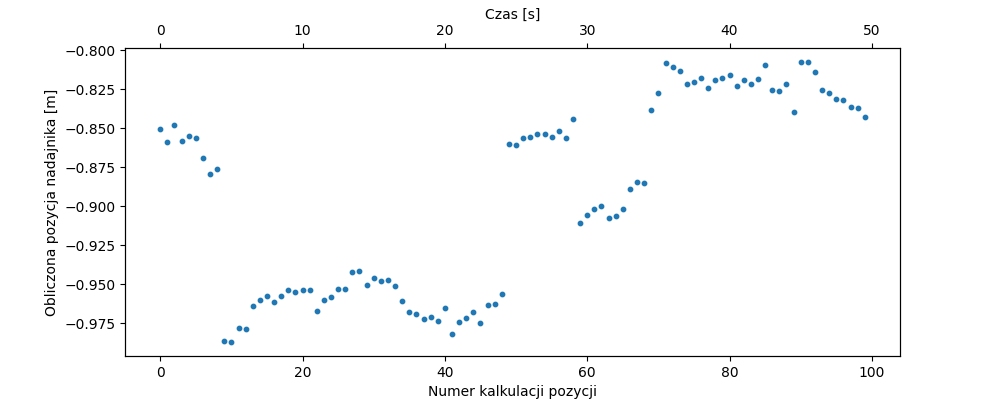 Czas [s]
0 10 20 30 40 50
Obliczona pozycja nadajnika [m]
−0.800
−0.825
−0.850
−0.875
−0.900
−0.925
−0.950
−0.975
0 20 40 60 80 100
Numer kalkulacji pozycji